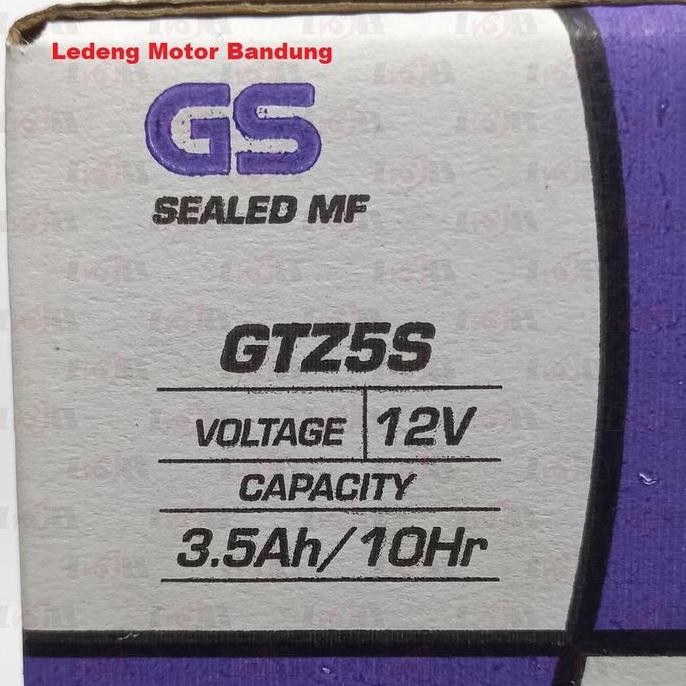 Ledeng Motor Bandung
GS
SEALED MF
GTZ5S
VOLTAGE 12V
CAPACITY
3.5Ah/10Hr